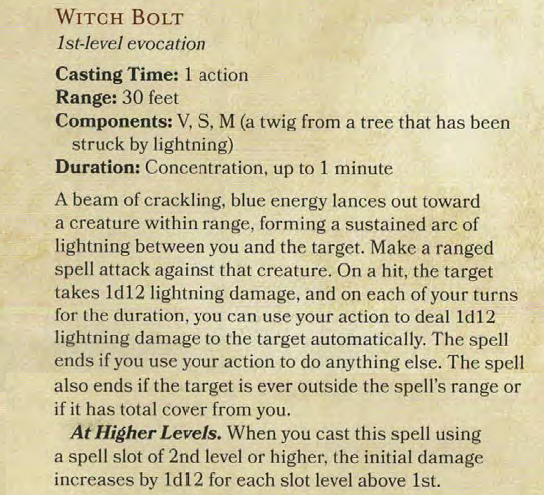 WITCH BOLT
1st-level evocation
Casting Time: 1 action
Range: 30 feet
Components: V, S, M (a twig from a tree that has been
struck by lightning)
Duration: Concentration, up to 1 minute
A beam of crackling, blue energy lances out toward
a creature within range, forming a sustained arc of
lightning between you and the target. Make a ranged
spell attack against that creature. On a hit, the target
takes 1d12 lightning damage, and on each of your turns
for the duration, you can use your action to deal 1d12
lightning damage to the target automatically. The spell
ends if you use your action to do anything else. The spell
also ends if the target is ever outside the spell's range or
if it has total cover from you.
At Higher Levels. When you cast this spell using
a spell slot of 2nd level or higher, the initial damage
increases by 1d12 for each slot level above 1st.